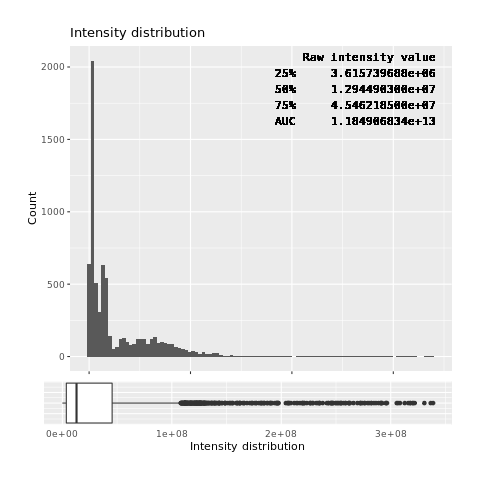 Intensity distribution
Raw intensity value
25% 3.615739688e+06
50% 1.294490300e+07
75% 4.546218500e+07
AUC 1.184906834e+13
Count
2000
1500
1000
500
0
0e+00 1e+08 2e+08 3e+08
Intensity distribution